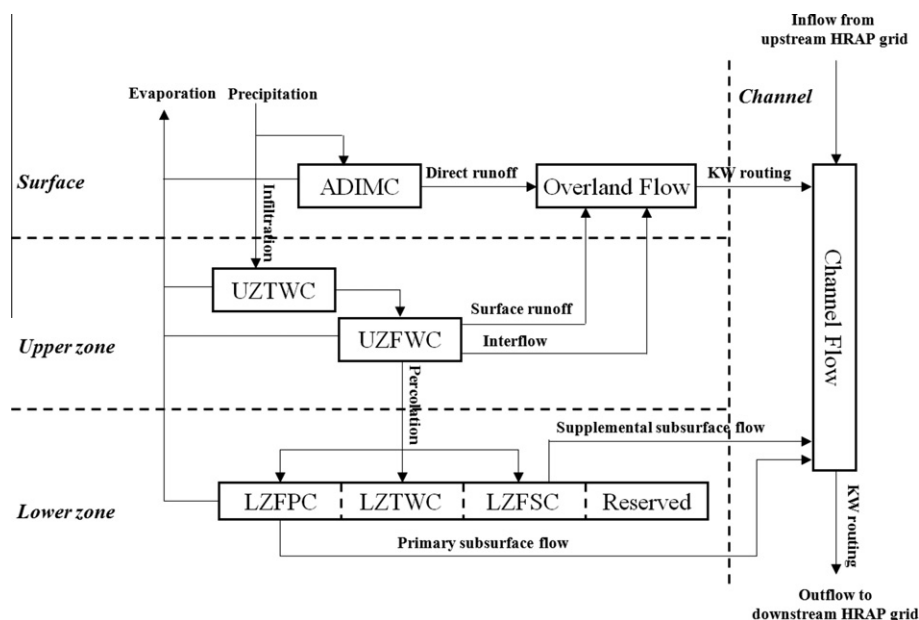 Inflow from
upstream HRAP grid
Evaporation
Precipitation
Channel
Surface
ADIMC
Direct runoff
Overland Flow
KW routing
Infiltration
UZTWC
Upper zone
UZFWC
Surface runoff
Interflow
Channel Flow
Percolation
Supplemental subsurface flow
Lower zone
LZFPC
LZTWC
LZFSC
Reserved
Primary subsurface flow
KW routing
Outflow to
downstream HRAP grid